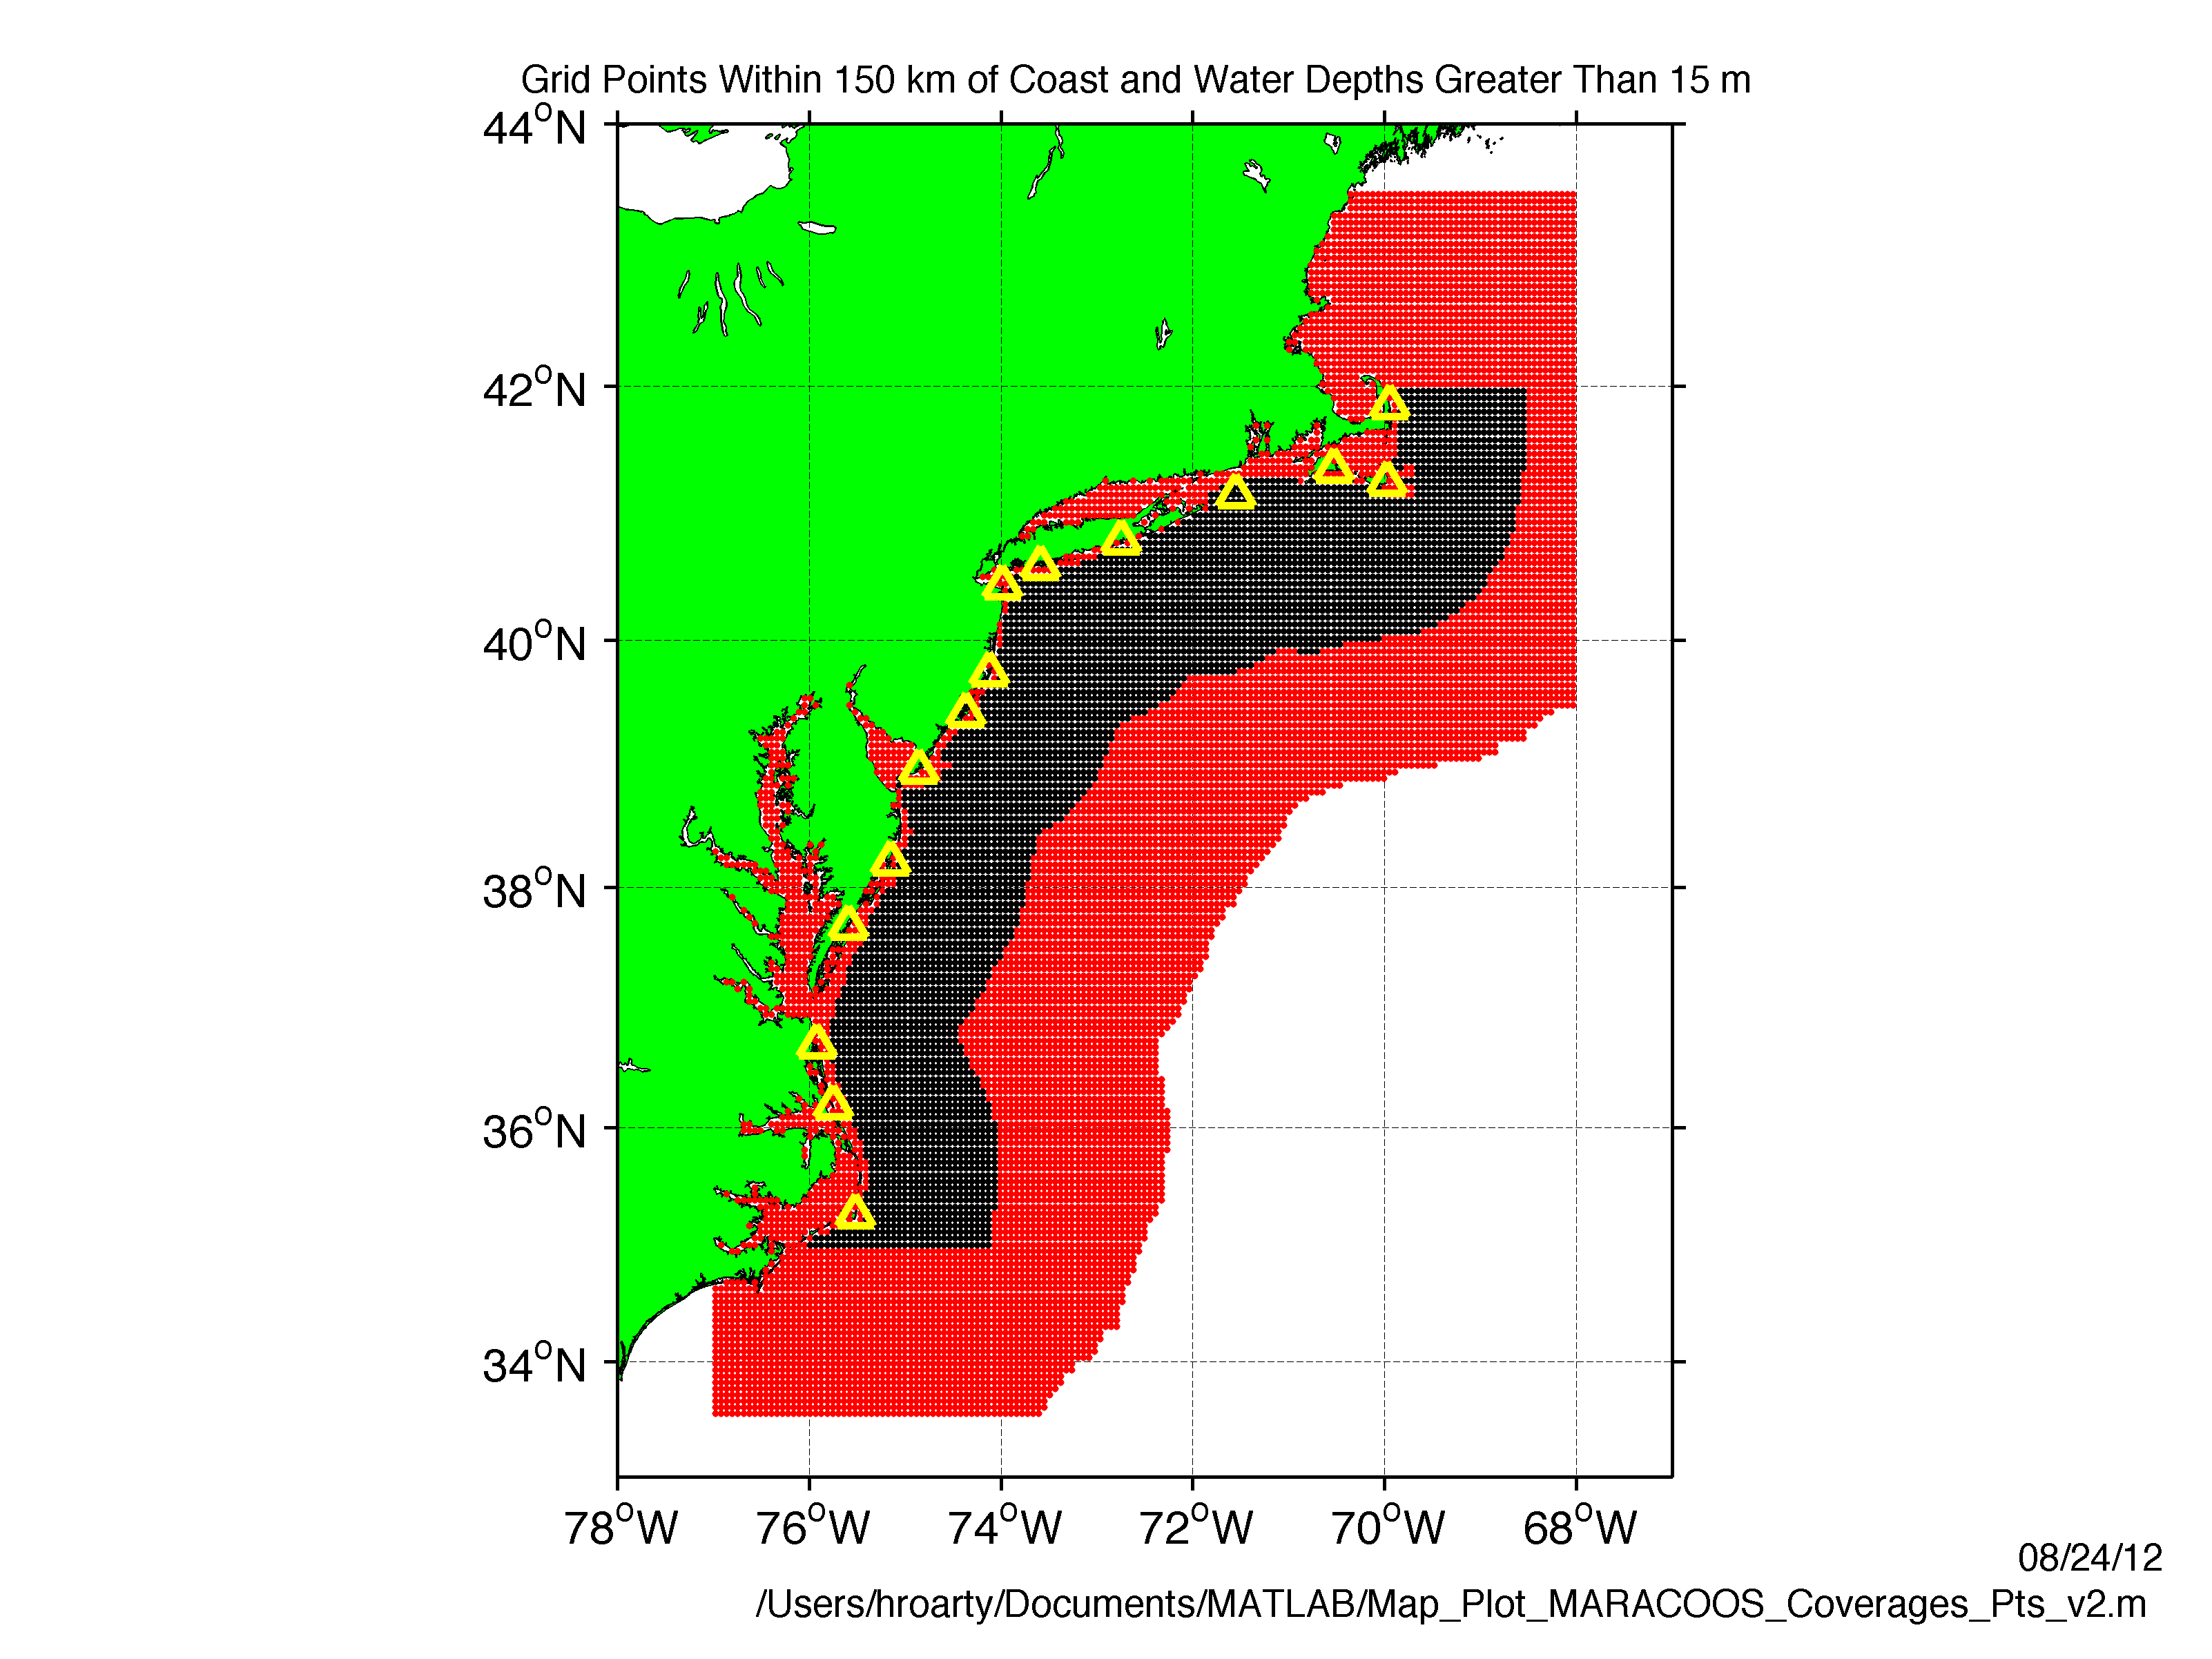 Grid Points Within 150 km of Coast and Water Depths Greater Than 15 m
44°N
42°N
40°N
38°N
36°N
34°N
78°W 76°W 74°W 72°W 70°W 68°W
08/24/12
/Users/hroarty/Documents/MATLAB/Map_Plot_MARACOOS_Coverages_Pts_v2.m